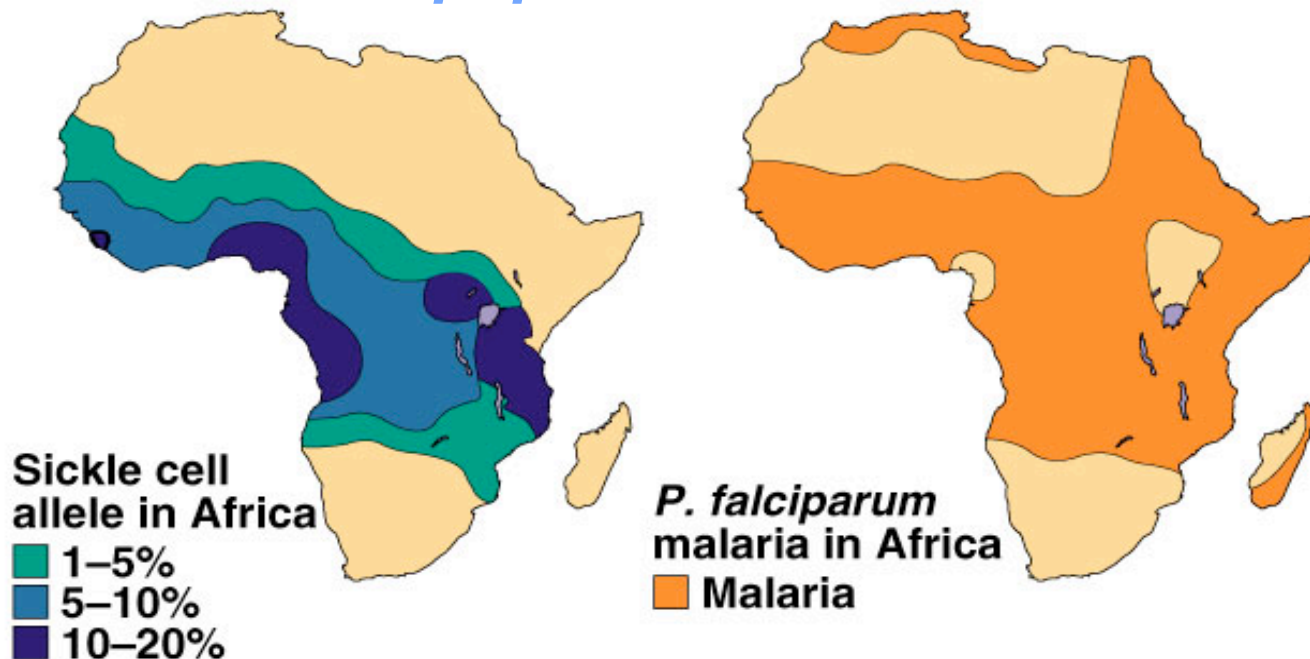 Sickle cell
allele in Africa
1–5%
5–10%
10–20%
P. falciparum
malaria in Africa
Malaria